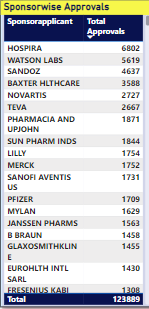 Sponsorwise Approvals
Sponsorapplicant Total
Approvals
HOSPIRA 6802
WATSON LABS 5619
SANDOZ 4637
BAXTER HLTHCARE 3588
NOVARTIS 2727
TEVA 2667
PHARMACIA AND 1871
UPJOHN
SUN PHARM INDS 1844
LILLY 1754
MERCK 1752
SANOFI AVENTIS 1731
US
PFIZER 1709
MYLAN 1629
JANSSEN PHARMS 1563
B BRAUN 1458
GLAXOSMITHKLIN 1455
E
EUROHLTH INTL 1430
SARL
FRESENIUS KABI 1308
Total 123889